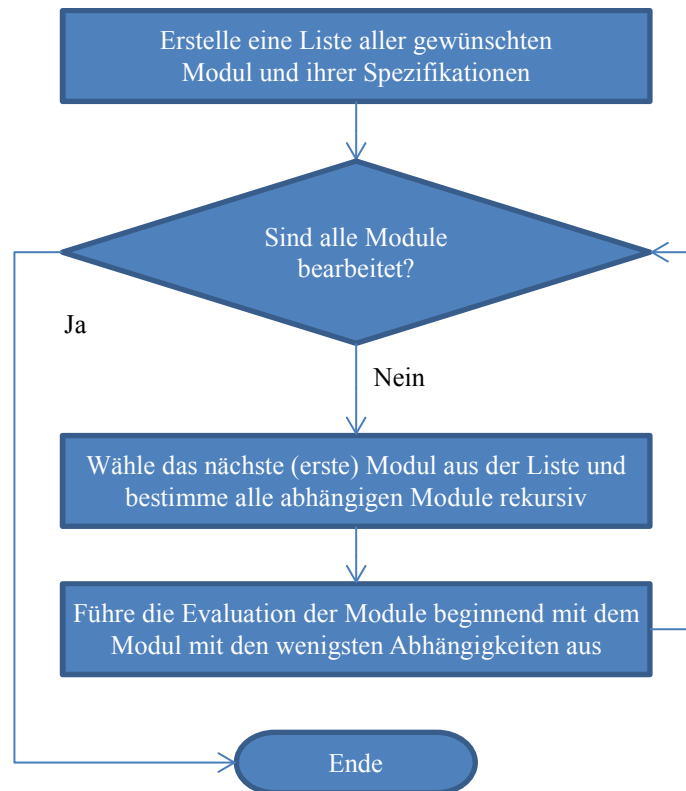 Erstelle eine Liste aller gewünschten
Modul und ihrer Spezifikationen
Sind alle Module
bearbeitet?
Ja
Nein
Wähle das nächste (erste) Modul aus der Liste und
bestimme alle abhängigen Module rekursiv
Führe die Evaluation der Module beginnend mit dem
Modul mit den wenigsten Abhängigkeiten aus
Ende